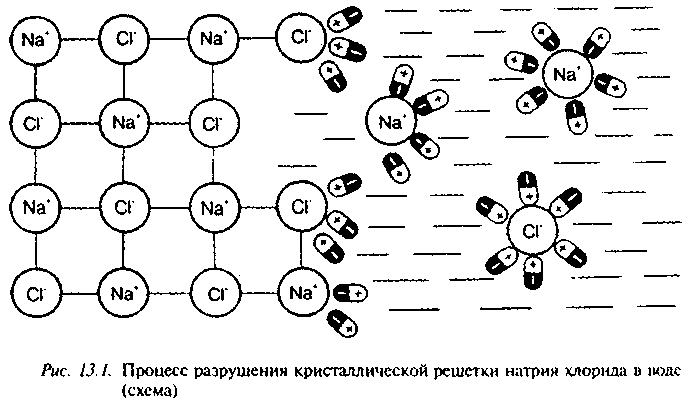 Na⁺ Cl⁻ Na⁺ Cl⁻
Na⁺
Na⁺
Cl⁻ Na⁺ Cl⁻
Na⁺ Cl⁻ Na⁺ Cl⁻
Cl⁻
Cl⁻ Na⁺ Cl⁻ Na⁺
Рис. 13.1. Процесс разрушения кристаллической решетки натрия хлорида в воде
(схема)